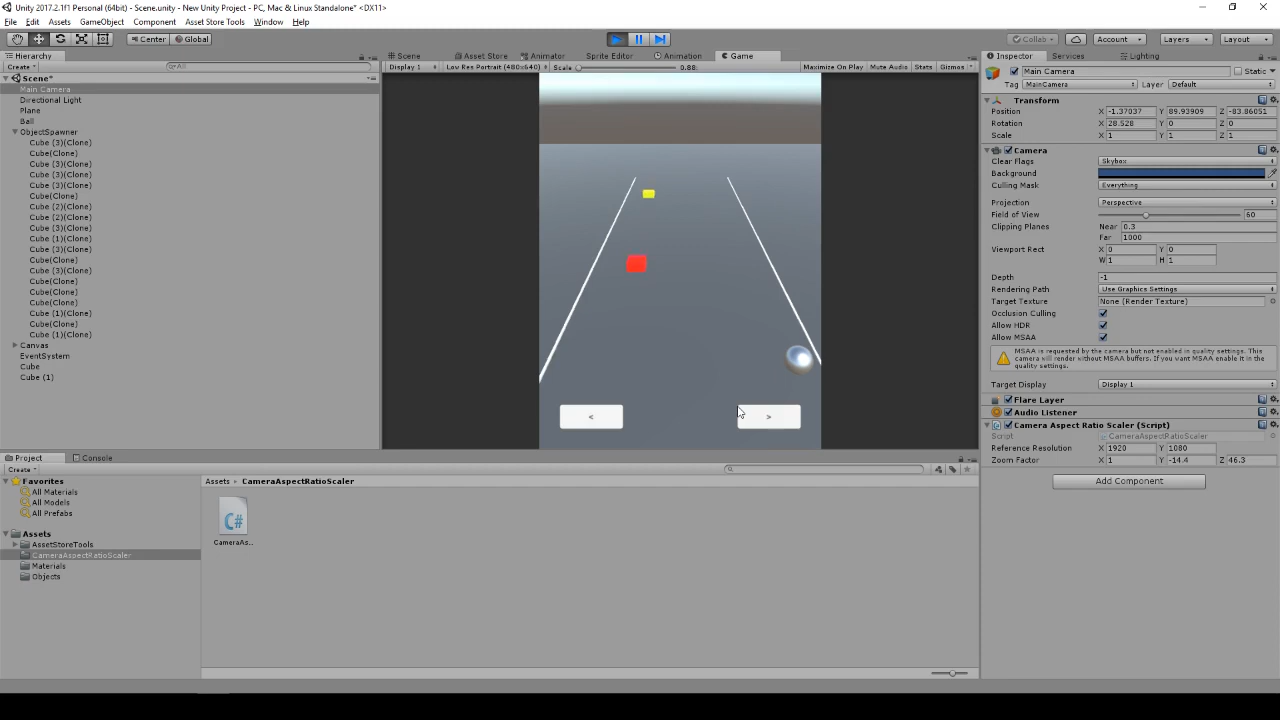 Unity 2017.2.1f1 Personal (64bit) - Scene.unity - New Unity Project - PC, Mac & Linux Standalone* <DX11>
File Edit Assets GameObject Component Asset Store Tools Window Help
Center Global Collab Account Layers Layout
Hierarchy Scene Asset Store Animator Sprite Editor Animation Game Inspector Services Lighting
Create All Display 1 Low Res Portrait (480x640) Scale 0.88: Maximize On Play Mute Audio Stats Gizmos
Main Camera Static
Scene*
Tag MainCamera Layer Default
Main Camera
Directional Light
Plane
Ball
ObjectSpawner
Cube (3)(Clone)
Cube(Clone)
Cube (3)(Clone)
Cube (3)(Clone)
Cube (3)(Clone)
Cube(Clone)
Cube (2)(Clone)
Cube (2)(Clone)
Cube (3)(Clone)
Cube (1)(Clone)
Cube (3)(Clone)
Cube(Clone)
Cube (3)(Clone)
Cube(Clone)
Cube(Clone)
Cube(Clone)
Cube (1)(Clone)
Cube(Clone)
Cube (1)(Clone)
Canvas
EventSystem
Cube
Cube (1)
< >
Transform
Position X -1.37037 Y 89.93909 Z -83.86051
Rotation X 28.528 Y 0 Z 0
Scale X 1 Y 1 Z 1
Camera
Clear Flags Skybox
Background
Culling Mask Everything
Projection Perspective
Field of View 60
Clipping Planes Near 0.3
Far 1000
Viewport Rect X 0 Y 0
W 1 H 1
Depth -1
Rendering Path Use Graphics Settings
Target Texture None (Render Texture)
Occlusion Culling
Allow HDR
Allow MSAA
MSAA is requested by the camera but not enabled in quality settings. This
camera will render without MSAA buffers. If you want MSAA enable it in the
quality settings.
Target Display Display 1
Flare Layer
Audio Listener
Camera Aspect Ratio Scaler (Script)
Script CameraAspectRatioScaler
Reference Resolution X 1920 Y 1080
Zoom Factor X 1 Y -14.4 Z 46.3
Add Component
Project Console
Create
Favorites
All Materials
All Models
All Prefabs
Assets
AssetStoreTools
CameraAspectRatioScaler
Materials
Objects
Assets CameraAspectRatioScaler
C#
CameraAs...